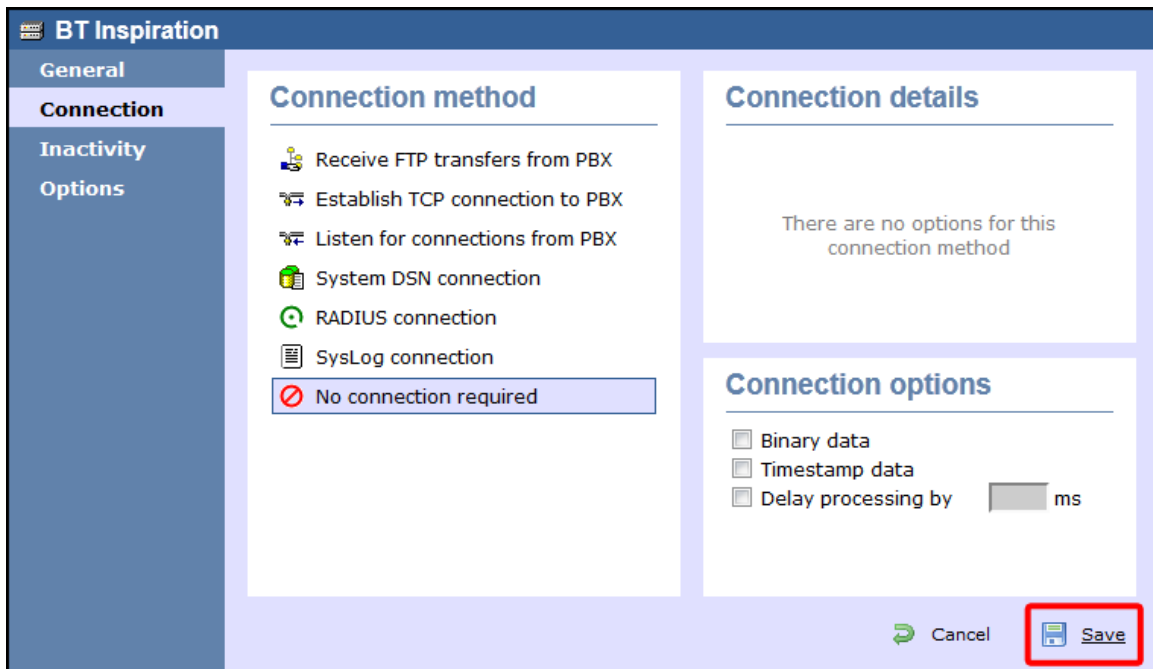 BT Inspiration
General
Connection
Inactivity
Options
Connection method
Receive FTP transfers from PBX
Establish TCP connection to PBX
Listen for connections from PBX
System DSN connection
RADIUS connection
SysLog connection
No connection required
Connection details
There are no options for this
connection method
Connection options
Binary data
Timestamp data
Delay processing by ms
Cancel
Save